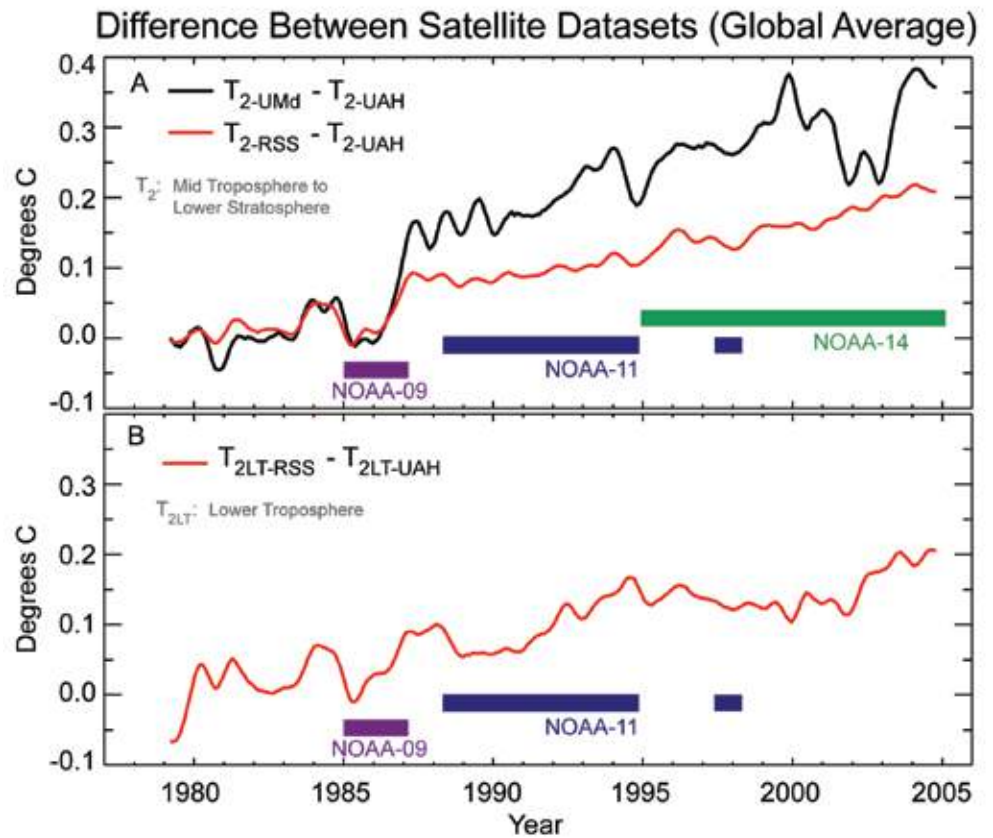 Difference Between Satellite Datasets (Global Average)
A
T2-UMd - T2-UAH
T2-RSS - T2-UAH
T2: Mid Troposphere to
Lower Stratosphere
Degrees C
0.4
0.3
0.2
0.1
0.0
-0.1
NOAA-09
NOAA-11
NOAA-14
B
T2LT-RSS - T2LT-UAH
T2LT: Lower Troposphere
Degrees C
0.3
0.2
0.1
0.0
-0.1
NOAA-09
NOAA-11
1980 1985 1990 1995 2000 2005
Year